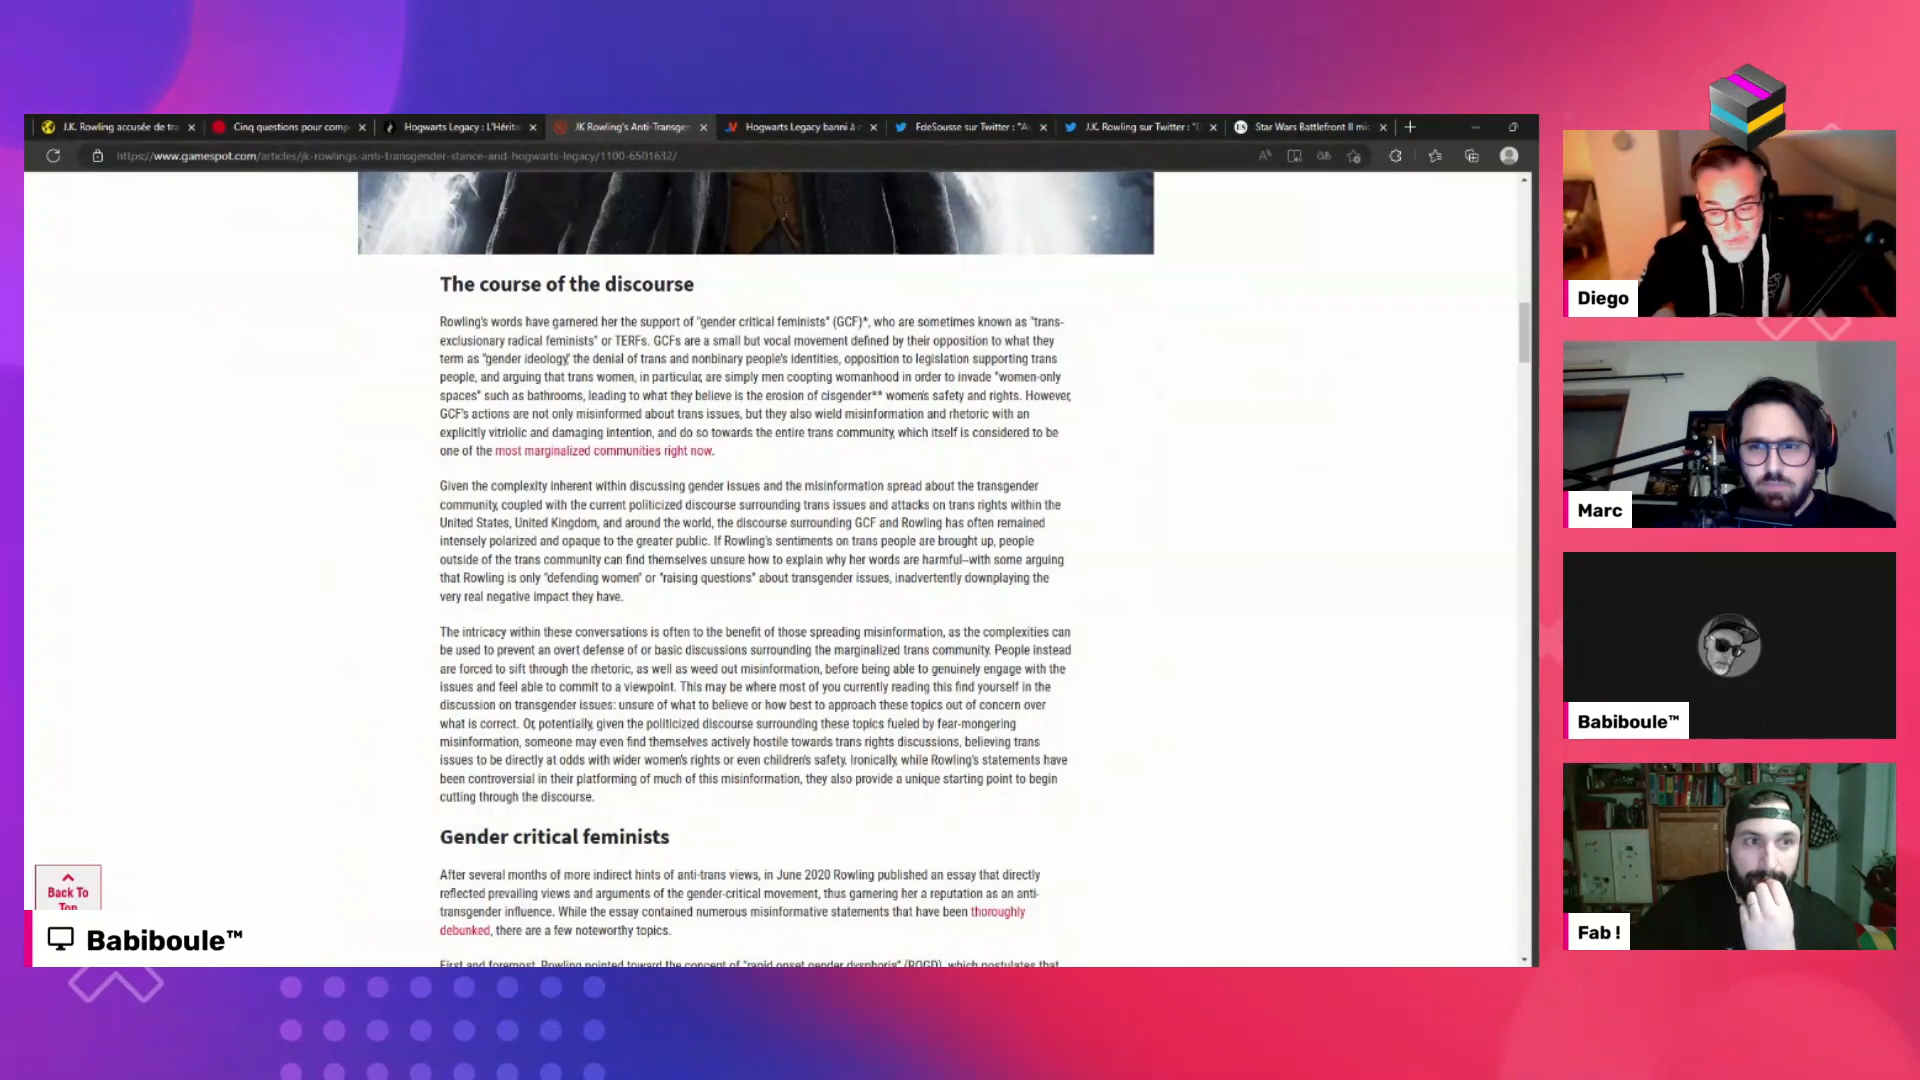 J.K. Rowling accusée de tra
Cinq questions pour comp
Hogwarts Legacy : L'Hérita
JK Rowling's Anti-Transgen
Hogwarts Legacy banni à
FdeSousse sur Twitter : "A
J.K. Rowling sur Twitter : "
Star Wars Battlefront II mi
https://www.gamespot.com/articles/jk-rowlings-anti-transgender-stance-and-hogwarts-legacy/1100-6501632/
The course of the discourse
Rowling's words have garnered her the support of "gender critical feminists" (GCF)*, who are sometimes known as "trans-
exclusionary radical feminists" or TERFs. GCFs are a small but vocal movement defined by their opposition to what they
term as "gender ideology," the denial of trans and nonbinary people's identities, opposition to legislation supporting trans
people, and arguing that trans women, in particular, are simply men coopting womanhood in order to invade "women-only
spaces" such as bathrooms, leading to what they believe is the erosion of cisgender** women's safety and rights. However,
GCF's actions are not only misinformed about trans issues, but they also wield misinformation and rhetoric with an
explicitly vitriolic and damaging intention, and do so towards the entire trans community, which itself is considered to be
one of the most marginalized communities right now.
Given the complexity inherent within discussing gender issues and the misinformation spread about the transgender
community, coupled with the current politicized discourse surrounding trans issues and attacks on trans rights within the
United States, United Kingdom, and around the world, the discourse surrounding GCF and Rowling has often remained
intensely polarized and opaque to the greater public. If Rowling's sentiments on trans people are brought up, people
outside of the trans community can find themselves unsure how to explain why her words are harmful—with some arguing
that Rowling is only "defending women" or "raising questions" about transgender issues, inadvertently downplaying the
very real negative impact they have.
The intricacy within these conversations is often to the benefit of those spreading misinformation, as the complexities can
be used to prevent an overt defense of or basic discussions surrounding the marginalized trans community. People instead
are forced to sift through the rhetoric, as well as weed out misinformation, before being able to genuinely engage with the
issues and feel able to commit to a viewpoint. This may be where most of you currently reading this find yourself in the
discussion on transgender issues: unsure of what to believe or how best to approach these topics out of concern over
what is correct. Or, potentially, given the politicized discourse surrounding these topics fueled by fear-mongering
misinformation, someone may even find themselves actively hostile towards trans rights discussions, believing trans
issues to be directly at odds with wider women's rights or even children's safety. Ironically, while Rowling's statements have
been controversial in their platforming of much of this misinformation, they also provide a unique starting point to begin
cutting through the discourse.
Gender critical feminists
After several months of more indirect hints of anti-trans views, in June 2020 Rowling published an essay that directly
reflected prevailing views and arguments of the gender-critical movement, thus garnering her a reputation as an anti-
transgender influence. While the essay contained numerous misinformative statements that have been thoroughly
debunked, there are a few noteworthy topics.
First and foremost, Rowling pointed toward the concept of "rapid onset gender dysphoria" (ROGD), which postulates that
Back To
Top
Babiboule™
Diego
Marc
Babiboule™
Fab !